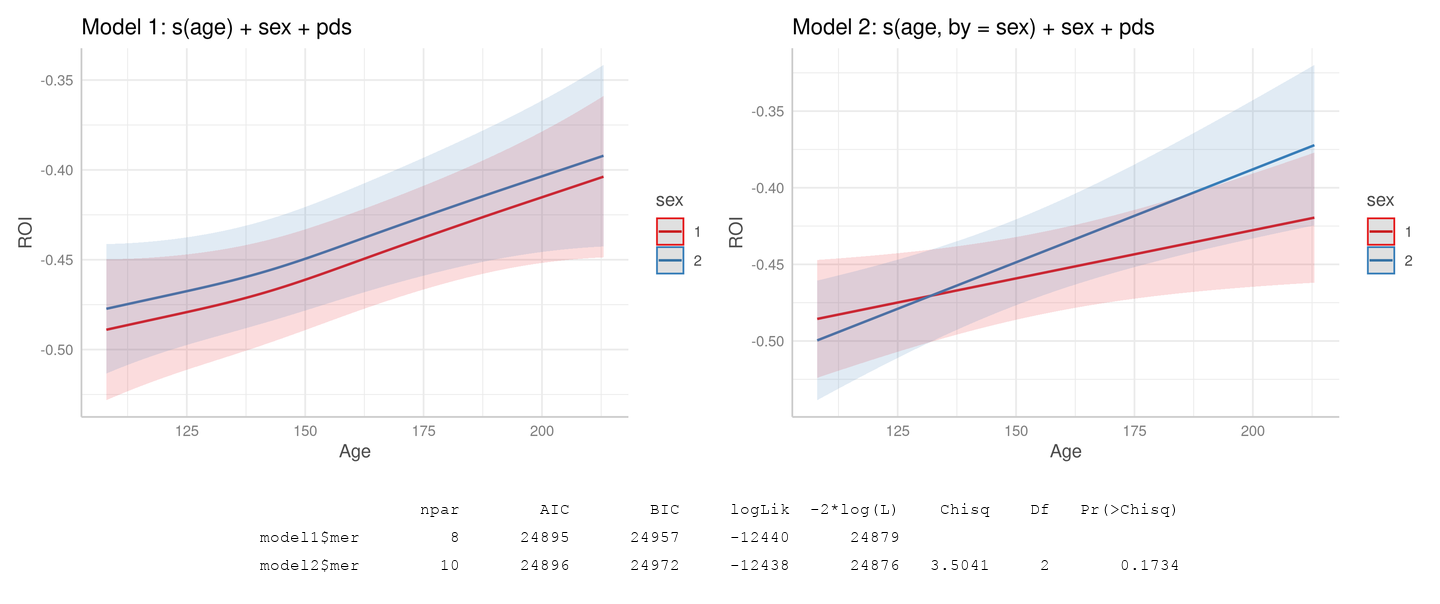 Model 1: s(age) + sex + pds
-0.35
-0.40
-0.45
-0.50
ROI
125 150 175 200
Age
sex
1
2
Model 2: s(age, by = sex) + sex + pds
-0.35
-0.40
-0.45
-0.50
ROI
125 150 175 200
Age
sex
1
2
npar AIC BIC logLik -2*log(L) Chisq Df Pr(>Chisq)
model1$mer 8 24895 24957 -12440 24879
model2$mer 10 24896 24972 -12438 24876 3.5041 2 0.1734